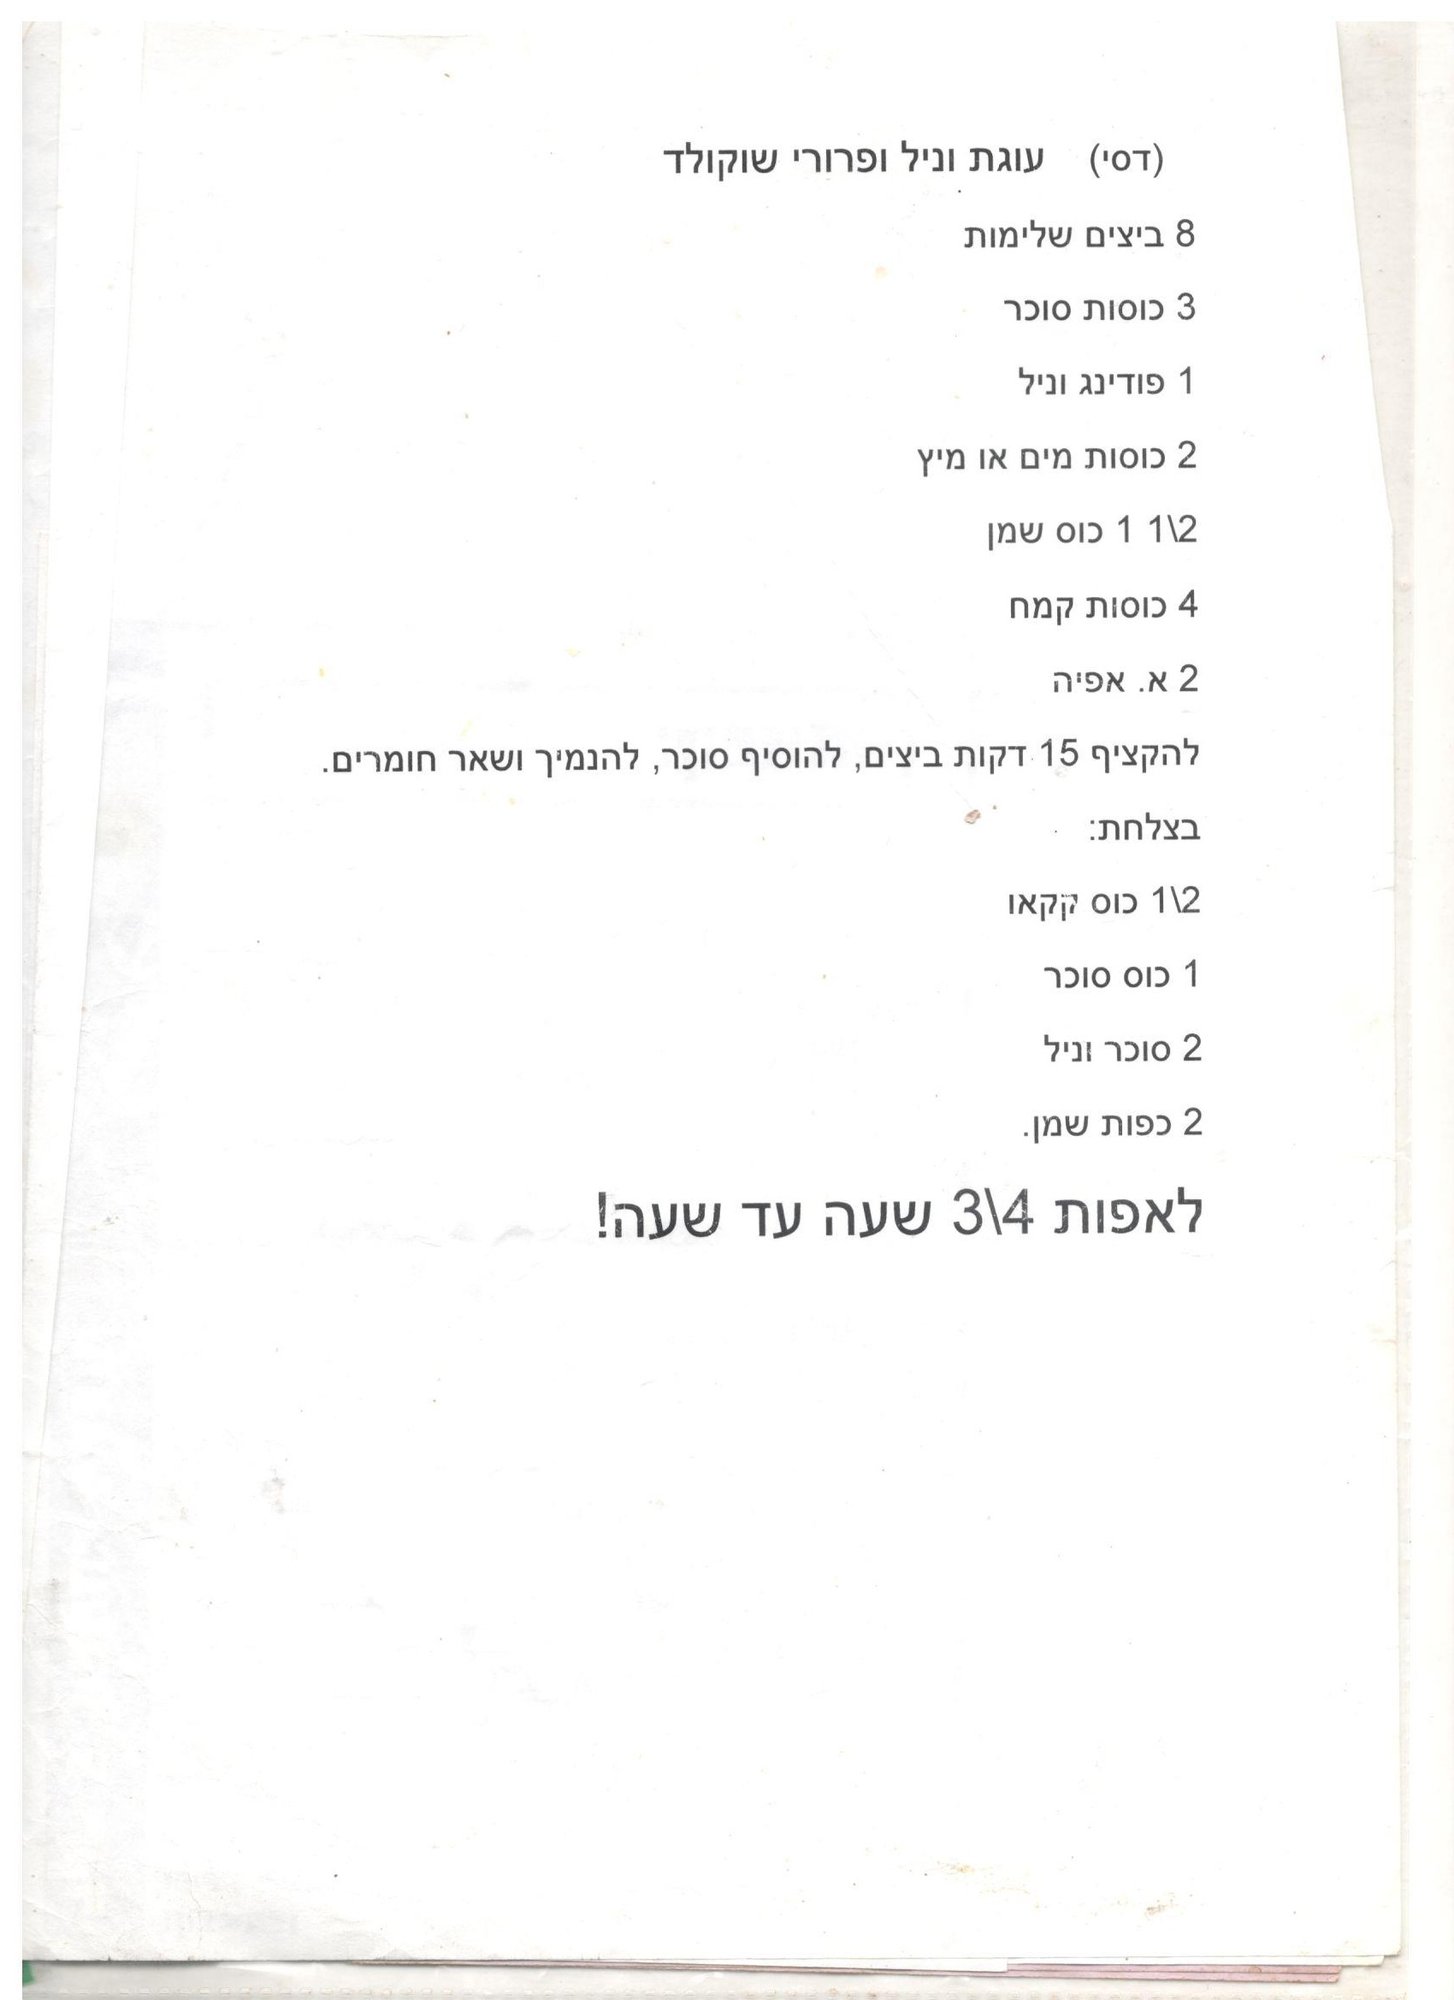 (דסי) עוגת וניל ופרורי שוקולד
8 ביצים שלימות
3 כוסות סוכר
1 פודינג וניל
2 כוסות מים או מיץ
1\2 1 כוס שמן
4 כוסות קמח
2 א. אפיה
להקציף 15 דקות ביצים, להוסיף סוכר, להנמיך ושאר חומרים.
בצלחת:
1\2 כוס קקאו
1 כוס סוכר
2 סוכר וניל
2 כפות שמן.
לאפות 3\4 שעה עד שעה!